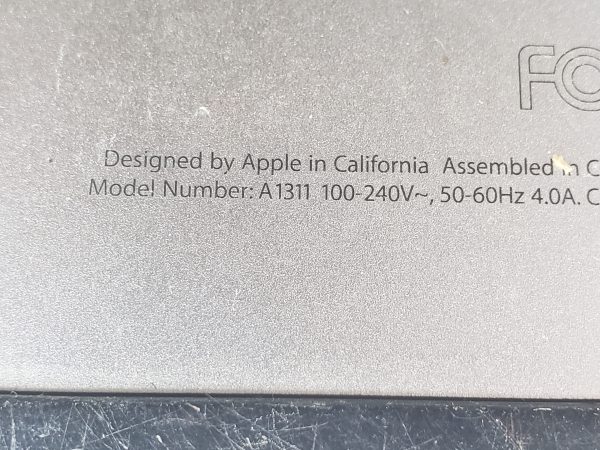 Designed by Apple in California Assembled in C
Model Number: A1311 100-240V~, 50-60Hz 4.0A. C